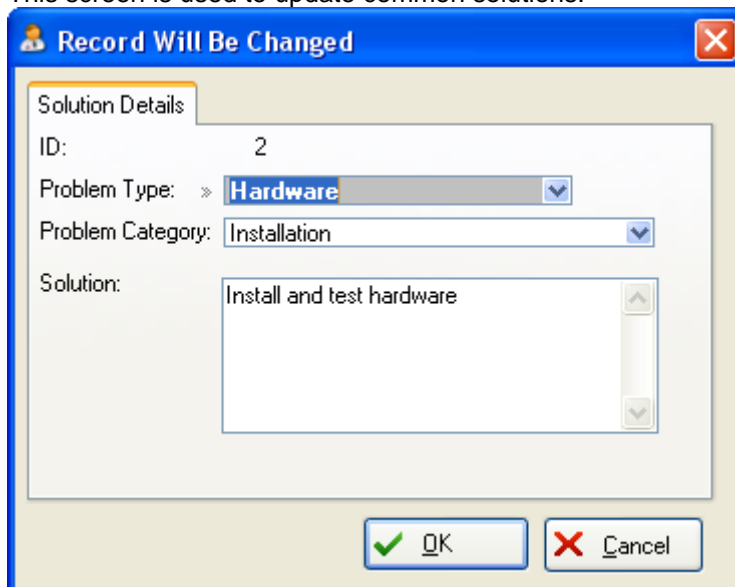 This screen is used to update common solutions.
Record Will Be Changed
Solution Details
ID: 2
Problem Type: » Hardware
Problem Category: Installation
Solution: Install and test hardware
OK Cancel